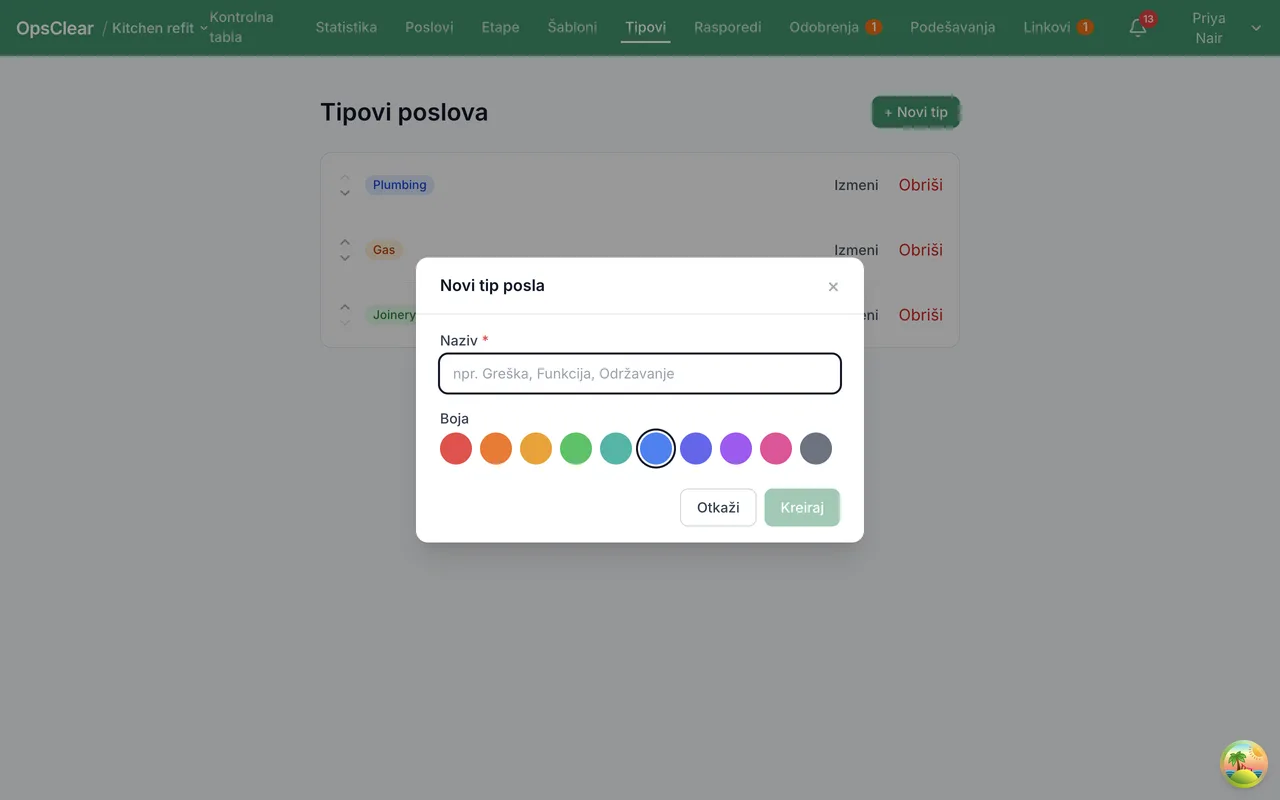 OpsClear / Kitchen refit
Kontrolna
tabla
Statistika
Poslovi
Etape
Šabloni
Tipovi
Rasporedi
Odobrenja 1
Podešavanja
Linkovi 1
13
Priya
Nair
Tipovi poslova
+ Novi tip
Plumbing
Izmeni
Obriši
Gas
Izmeni
Obriši
Joinery
Obriši
Novi tip posla
×
Naziv *
npr. Greška, Funkcija, Održavanje
Boja
Otkaži
Kreiraj